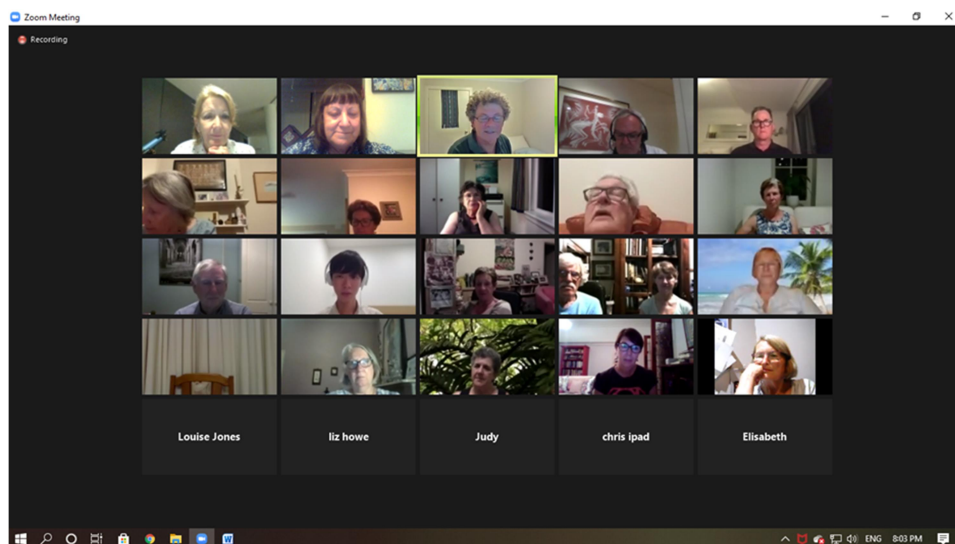 Zoom Meeting
Recording
Louise Jones
liz howe
Judy
chris ipad
Elisabeth
ENG
8:03 PM